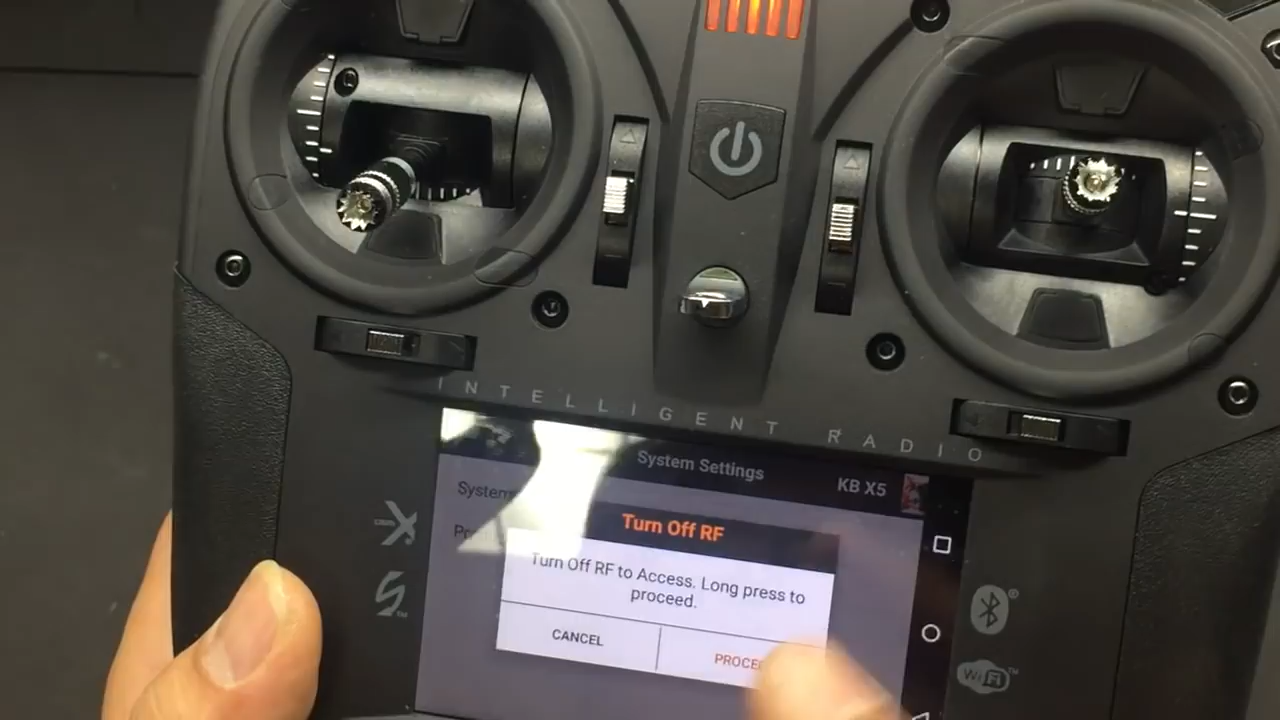 INTELLIGENT RADIO
System Settings
KB X5
System
Turn Off RF
Turn Off RF to Access. Long press to
proceed.
CANCEL
PROCE
WiFi